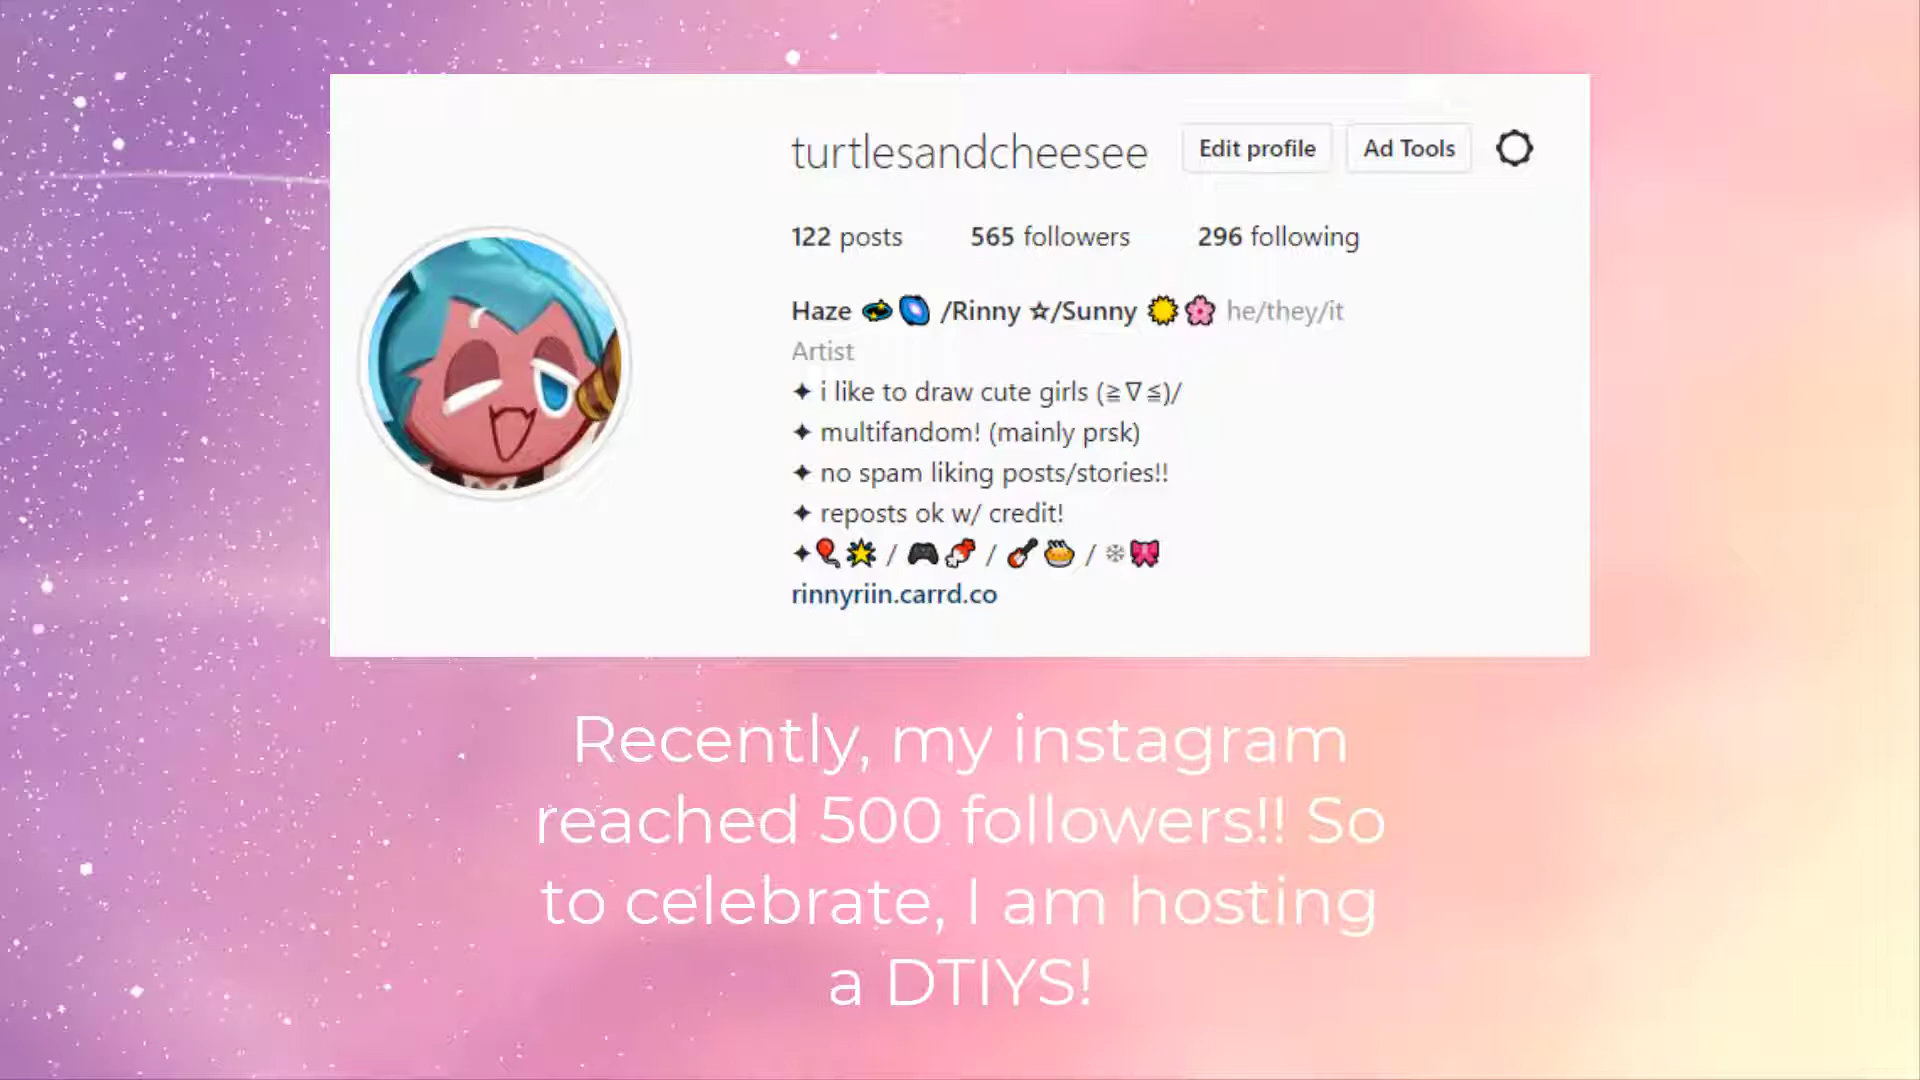 turtlesandcheesee Edit profile Ad Tools
122 posts 565 followers 296 following
Haze 💫🌌 /Rinny ☆/Sunny 🌞🌸 he/they/it
Artist
✦ i like to draw cute girls (≧∇≦)/
✦ multifandom! (mainly prsk)
✦ no spam liking posts/stories!!
✦ reposts ok w/ credit!
✦🎈🌟 / 🎮🍖 / 🎸🥧 / ❄🎀
rinnyriin.carrd.co
Recently, my instagram
reached 500 followers!! So
to celebrate, I am hosting
a DTIYS!